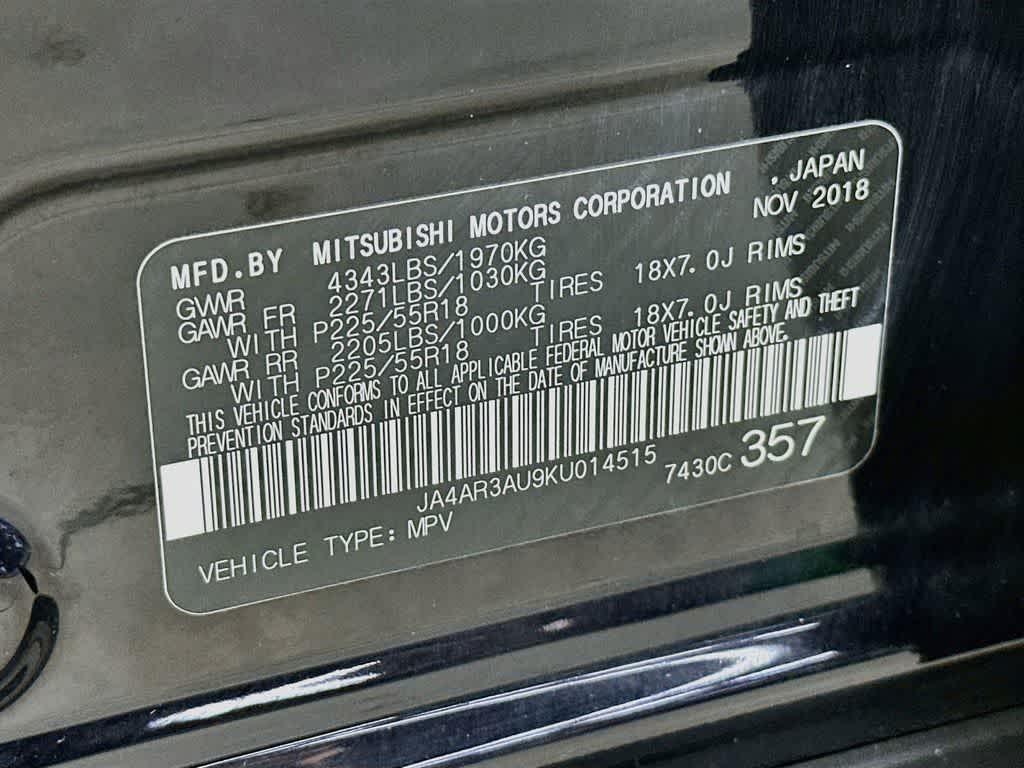 MFD.BY MITSUBISHI MOTORS CORPORATION , JAPAN
NOV 2018
GVWR 4343LBS/1970KG
GAWR FR 2271LBS/1030KG
WITH P225/55R18 TIRES 18X7.0J RIMS
GAWR RR 2205LBS/1000KG
WITH P225/55R18 TIRES 18X7.0J RIMS
THIS VEHICLE CONFORMS TO ALL APPLICABLE FEDERAL MOTOR VEHICLE SAFETY AND THEFT
PREVENTION STANDARDS IN EFFECT ON THE DATE OF MANUFACTURE SHOWN ABOVE.
JA4AR3AU9KU014515 7430C 357
VEHICLE TYPE: MPV